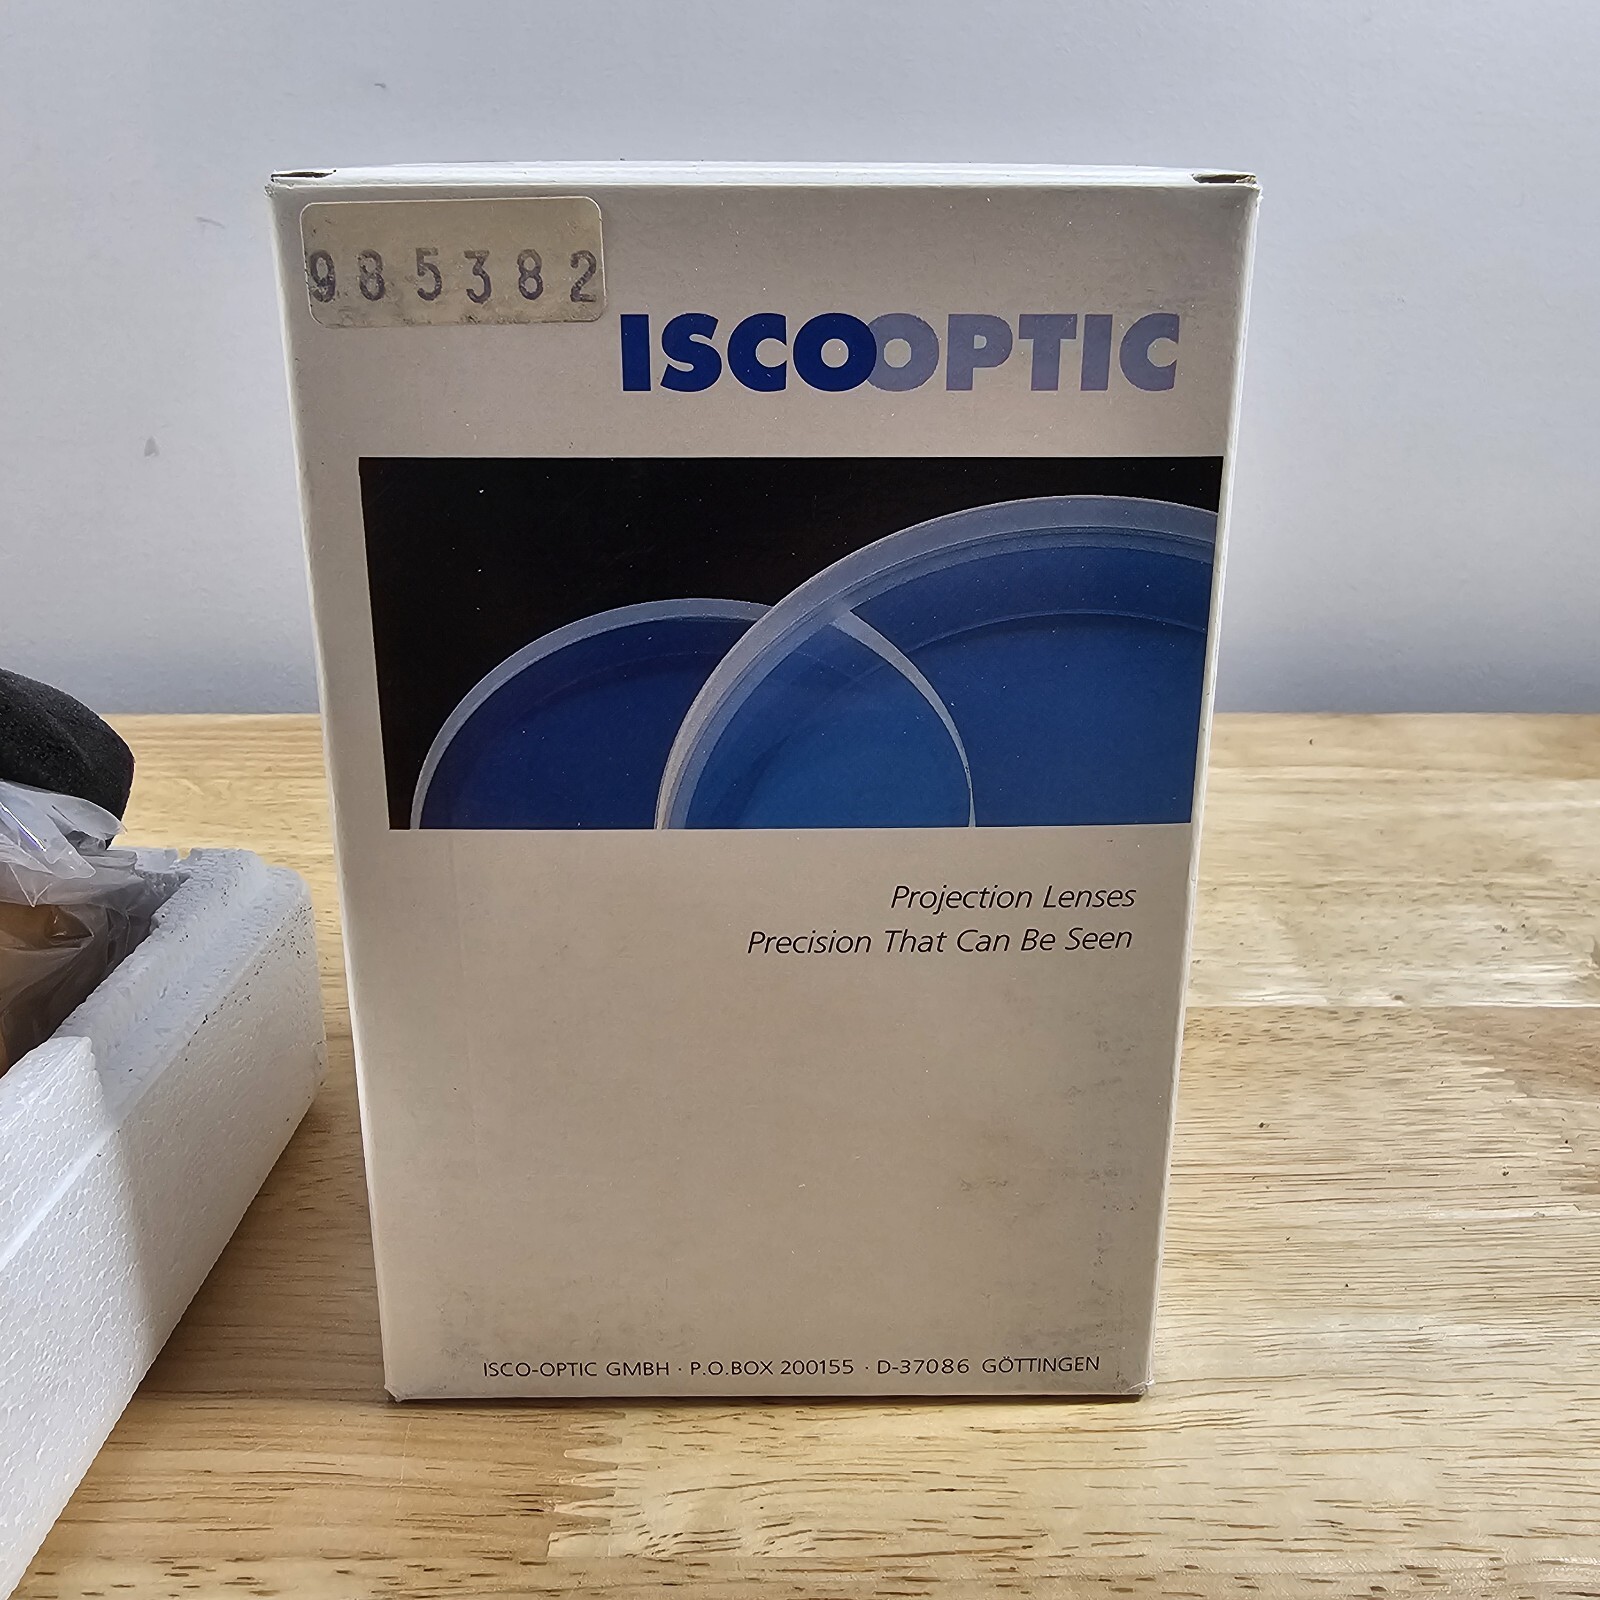 985382
ISCOOPTIC
Projection Lenses
Precision That Can Be Seen
ISCO-OPTIC GMBH · P.O.BOX 200155 · D-37086 GÖTTINGEN